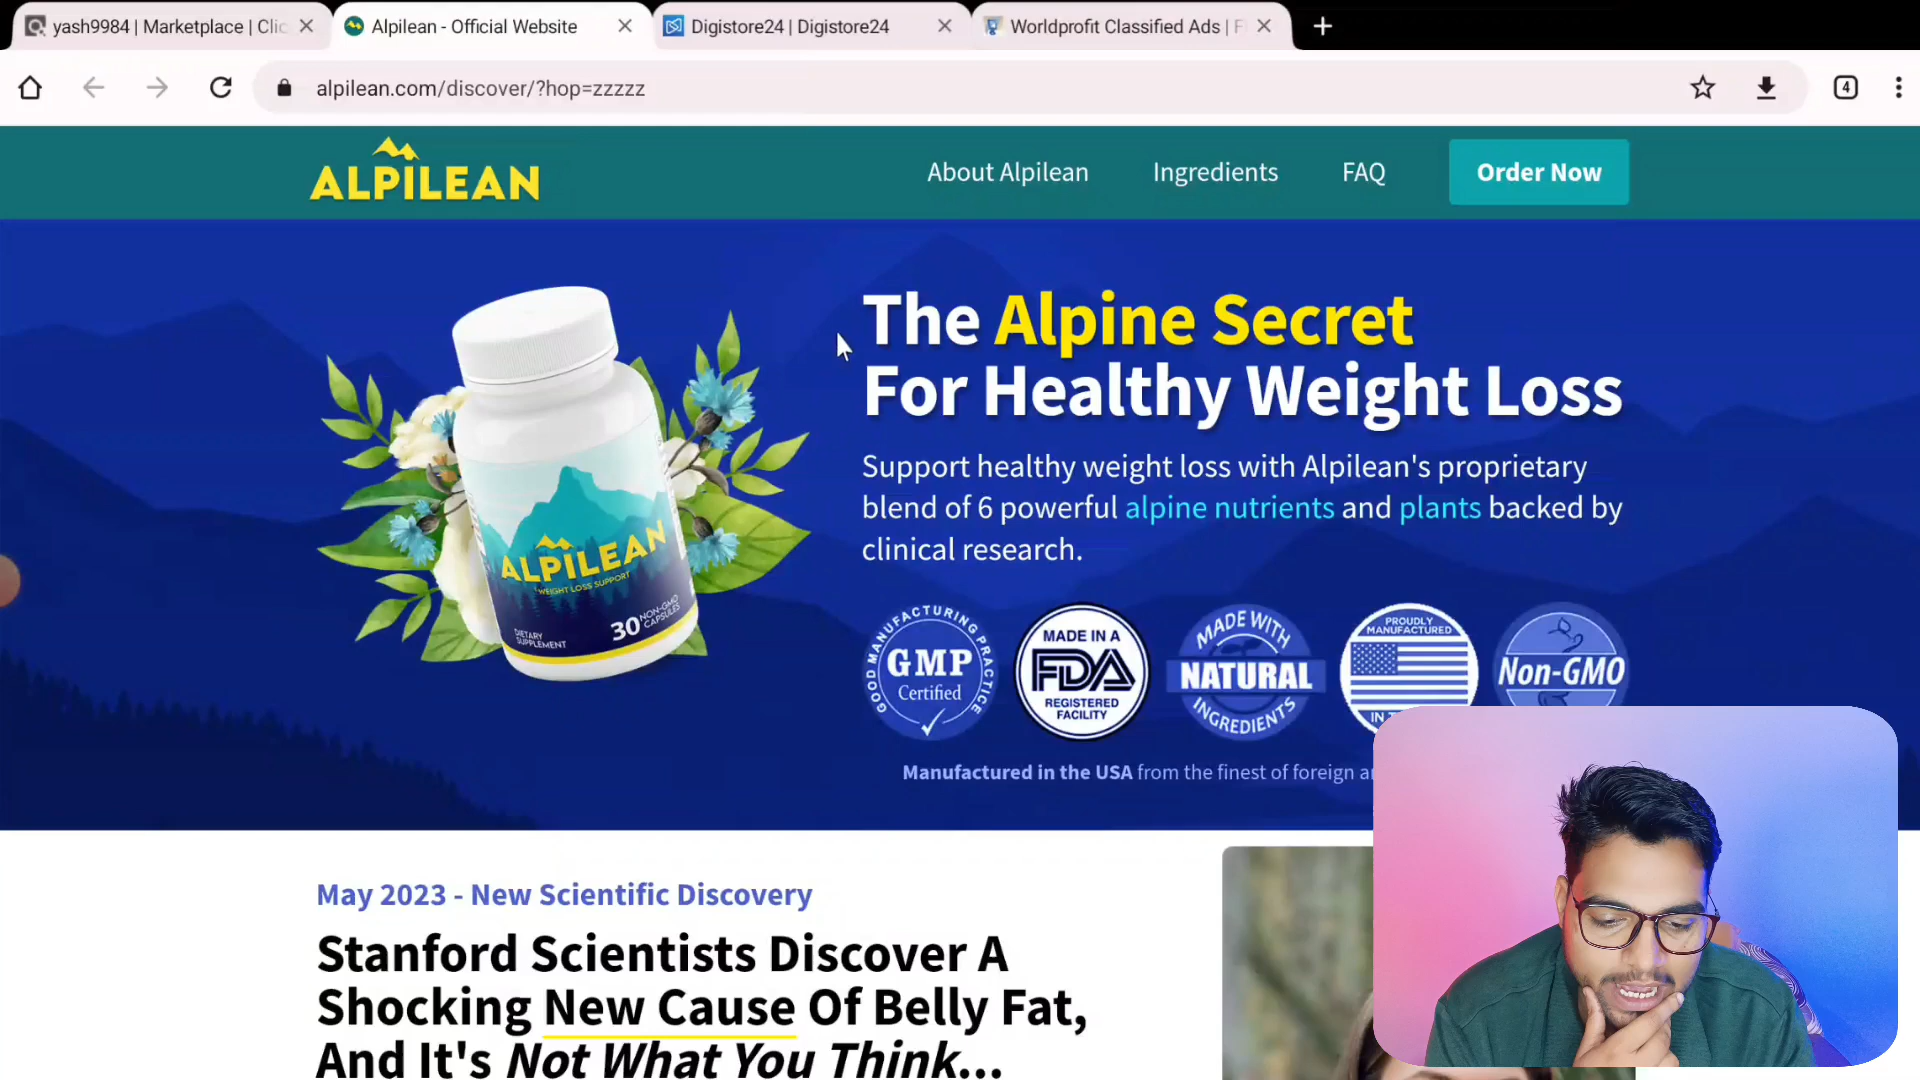 yash9984 | Marketplace | Clic
Alpilean - Official Website
Digistore24 | Digistore24
Worldprofit Classified Ads | F
alpilean.com/discover/?hop=zzzzz
4
ALPILEAN
About Alpilean
Ingredients
FAQ
Order Now
The Alpine Secret
For Healthy Weight Loss
Support healthy weight loss with Alpilean's proprietary
blend of 6 powerful alpine nutrients and plants backed by
clinical research.
ALPILEAN
WEIGHT LOSS SUPPORT
DIETARY
SUPPLEMENT
30 NON-GMO
CAPSULES
GOOD MANUFACTURING PRACTICE
GMP
Certified
MADE IN A
FDA
REGISTERED
FACILITY
MADE WITH
NATURAL
INGREDIENTS
PROUDLY
MANUFACTURED
IN
Non-GMO
Manufactured in the USA from the finest of foreign
May 2023 - New Scientific Discovery
Stanford Scientists Discover A
Shocking New Cause Of Belly Fat,
And It's Not What You Think...